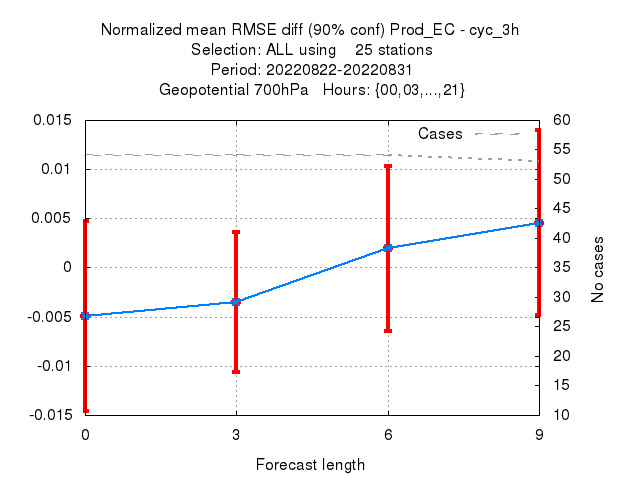 Normalized mean RMSE diff (90% conf) Prod_EC - cyc_3h
Selection: ALL using    25 stations
Period: 20220822-20220831
Geopotential 700hPa   Hours: {00,03,...,21}
Cases
0.015
0.01
0.005
0
-0.005
-0.01
-0.015
60
55
50
45
40
35
30
25
20
15
10
No cases
0 3 6 9
Forecast length